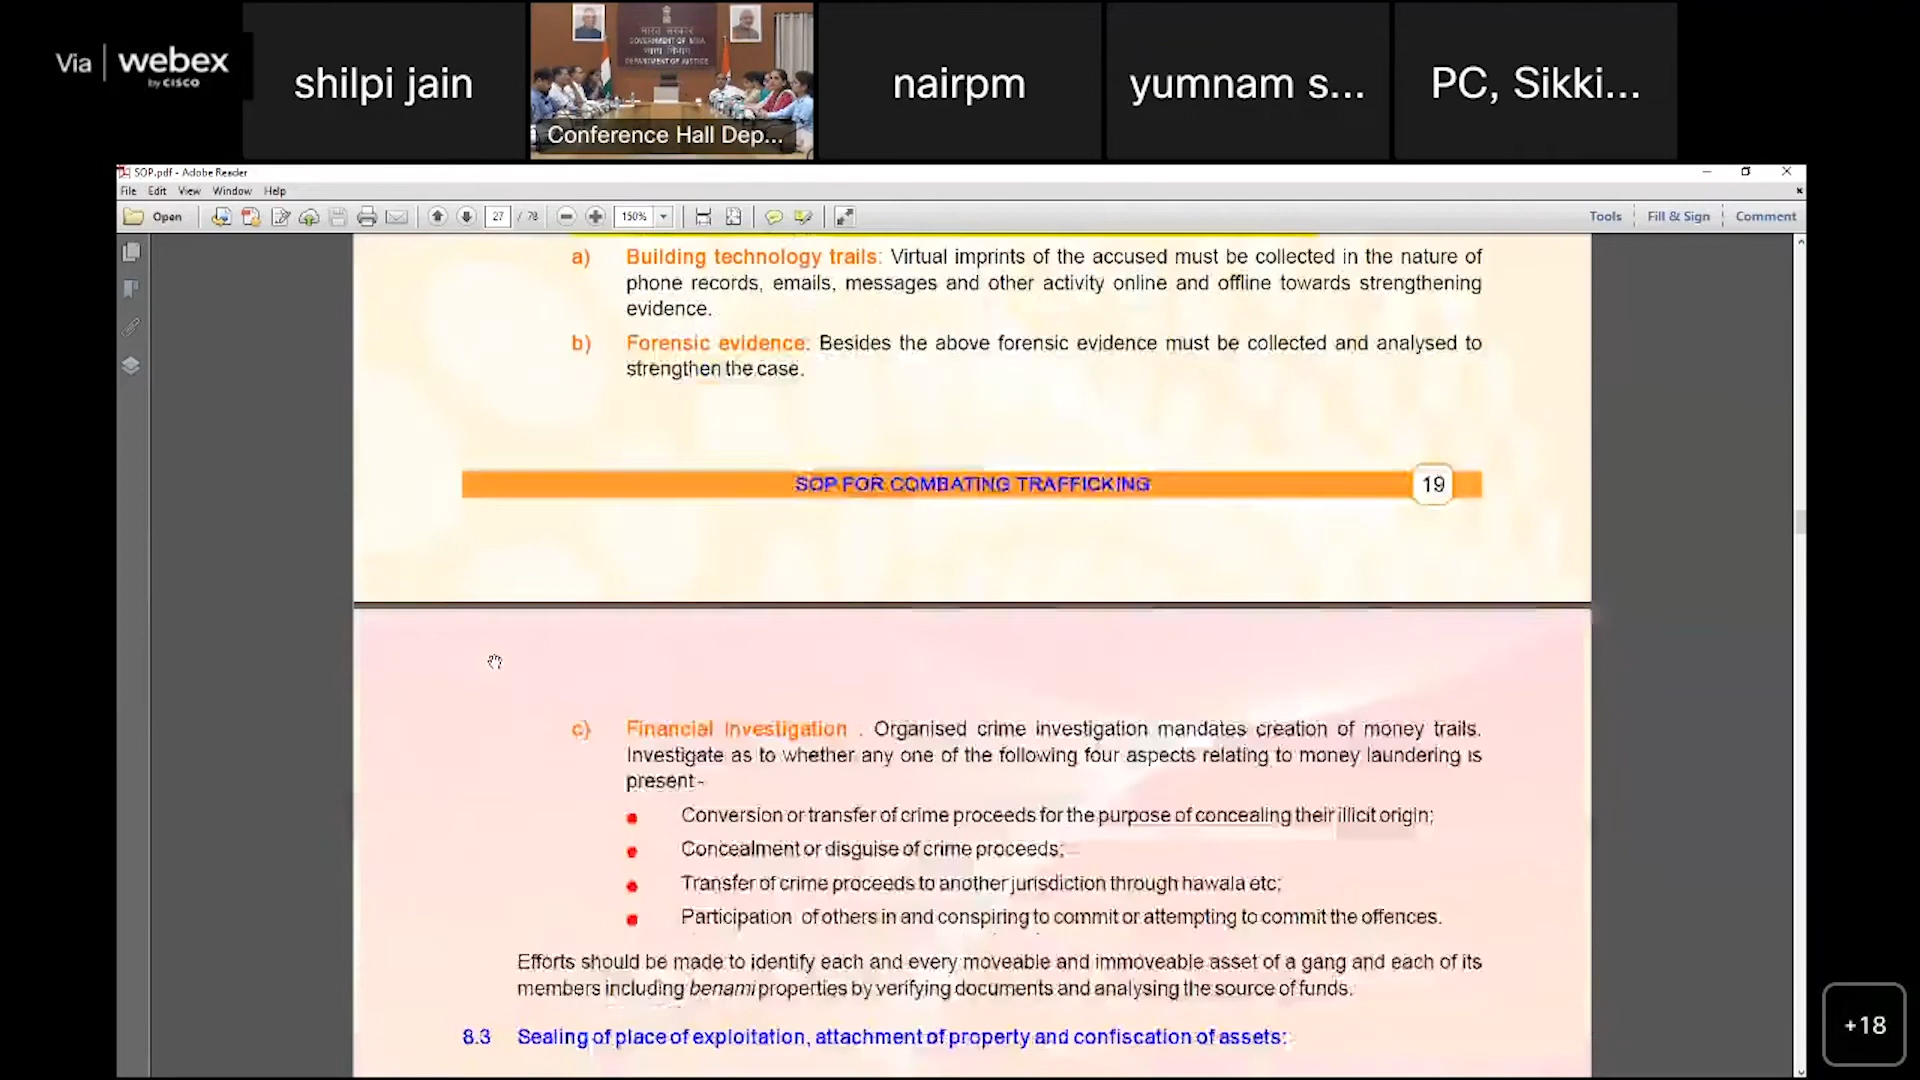 Via webex
by CISCO
shilpi jain
भारत सरकार
GOVERNMENT OF INDIA
न्याय विभाग
DEPARTMENT OF JUSTICE
Conference Hall Dep...
nairpm
yumnam s...
PC, Sikki...
SOP.pdf - Adobe Reader
File Edit View Window Help
Open 27 / 78 150% Tools Fill & Sign Comment
a) Building technology trails: Virtual imprints of the accused must be collected in the nature of
phone records, emails, messages and other activity online and offline towards strengthening
evidence.
b) Forensic evidence: Besides the above forensic evidence must be collected and analysed to
strengthen the case.
SOP FOR COMBATING TRAFFICKING 19
c) Financial Investigation : Organised crime investigation mandates creation of money trails.
Investigate as to whether any one of the following four aspects relating to money laundering is
present-
Conversion or transfer of crime proceeds for the purpose of concealing their illicit origin;
Concealment or disguise of crime proceeds;
Transfer of crime proceeds to another jurisdiction through hawala etc;
Participation of others in and conspiring to commit or attempting to commit the offences.
Efforts should be made to identify each and every moveable and immoveable asset of a gang and each of its
members including benami properties by verifying documents and analysing the source of funds.
8.3 Sealing of place of exploitation, attachment of property and confiscation of assets:
+18